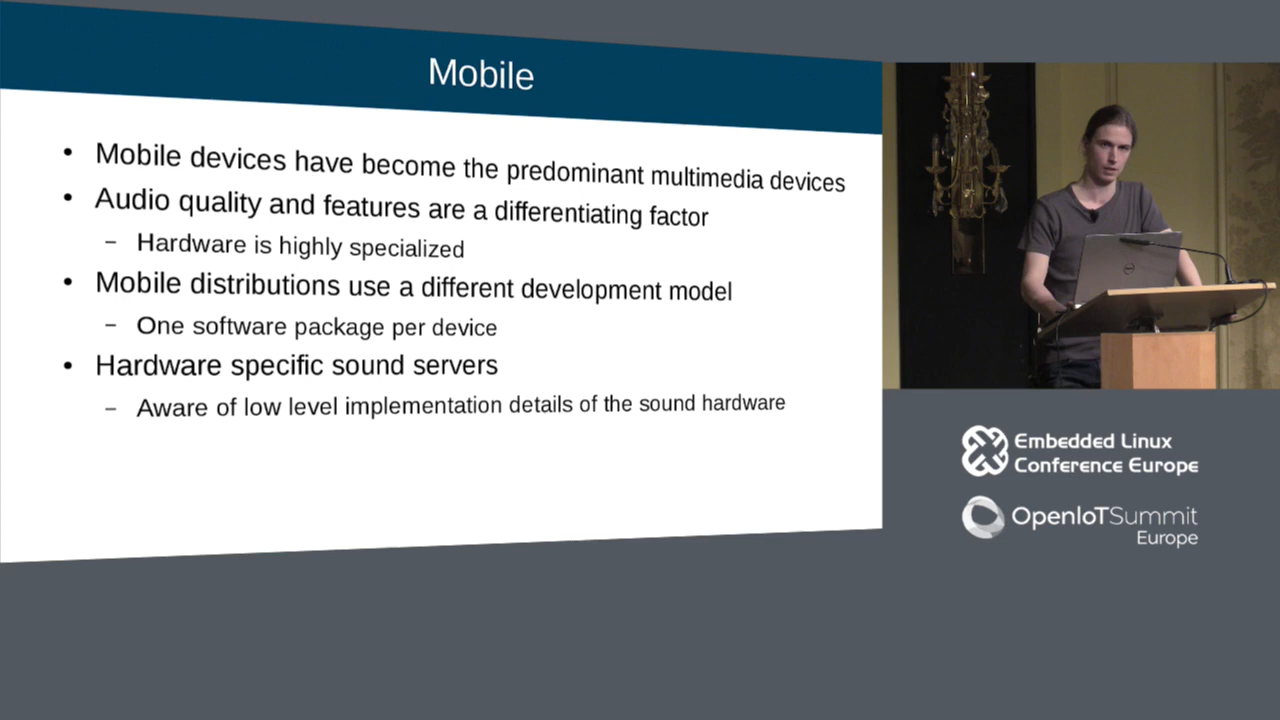 Mobile
• Mobile devices have become the predominant multimedia devices
• Audio quality and features are a differentiating factor
– Hardware is highly specialized
• Mobile distributions use a different development model
– One software package per device
• Hardware specific sound servers
– Aware of low level implementation details of the sound hardware
Embedded Linux
Conference Europe
OpenIoTSummit
Europe